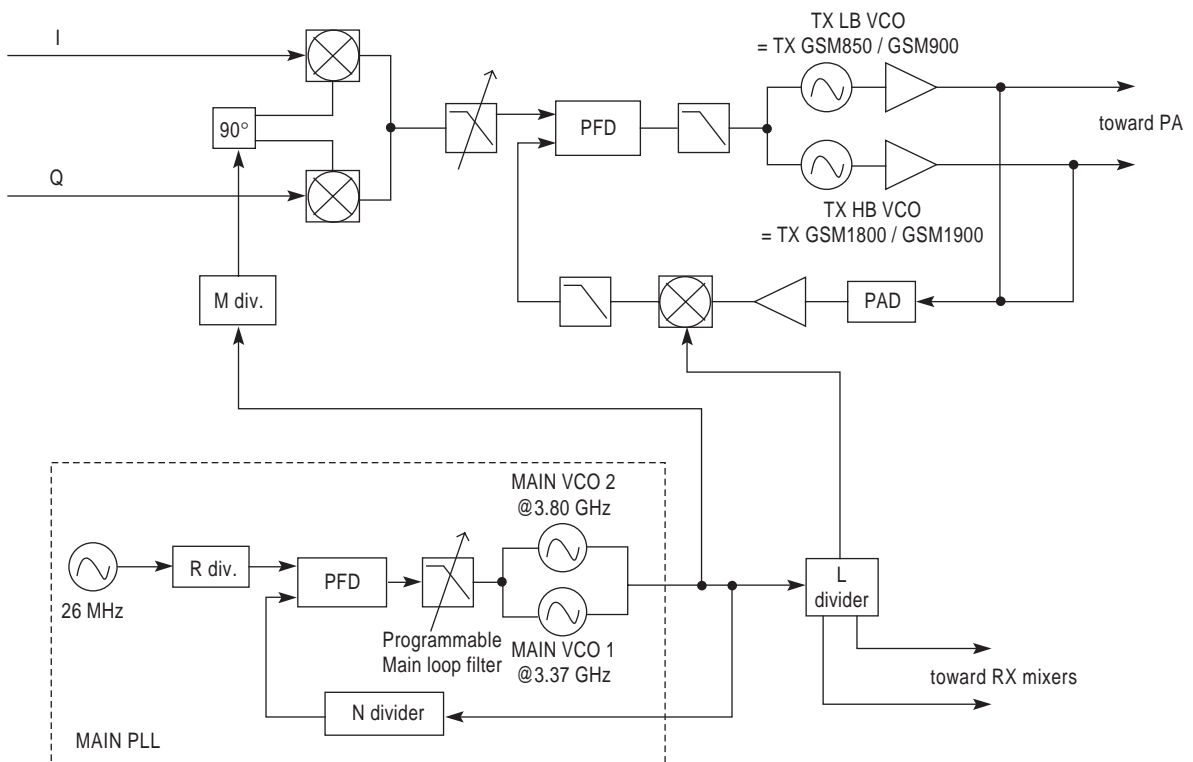 I
TX LB VCO
= TX GSM850 / GSM900
90°
PFD
toward PA
Q
TX HB VCO
= TX GSM1800 / GSM1900
M div.
PAD
MAIN VCO 2
@3.80 GHz
R div.
PFD
L
divider
26 MHz
Programmable
Main loop filter
MAIN VCO 1
@3.37 GHz
toward RX mixers
N divider
MAIN PLL